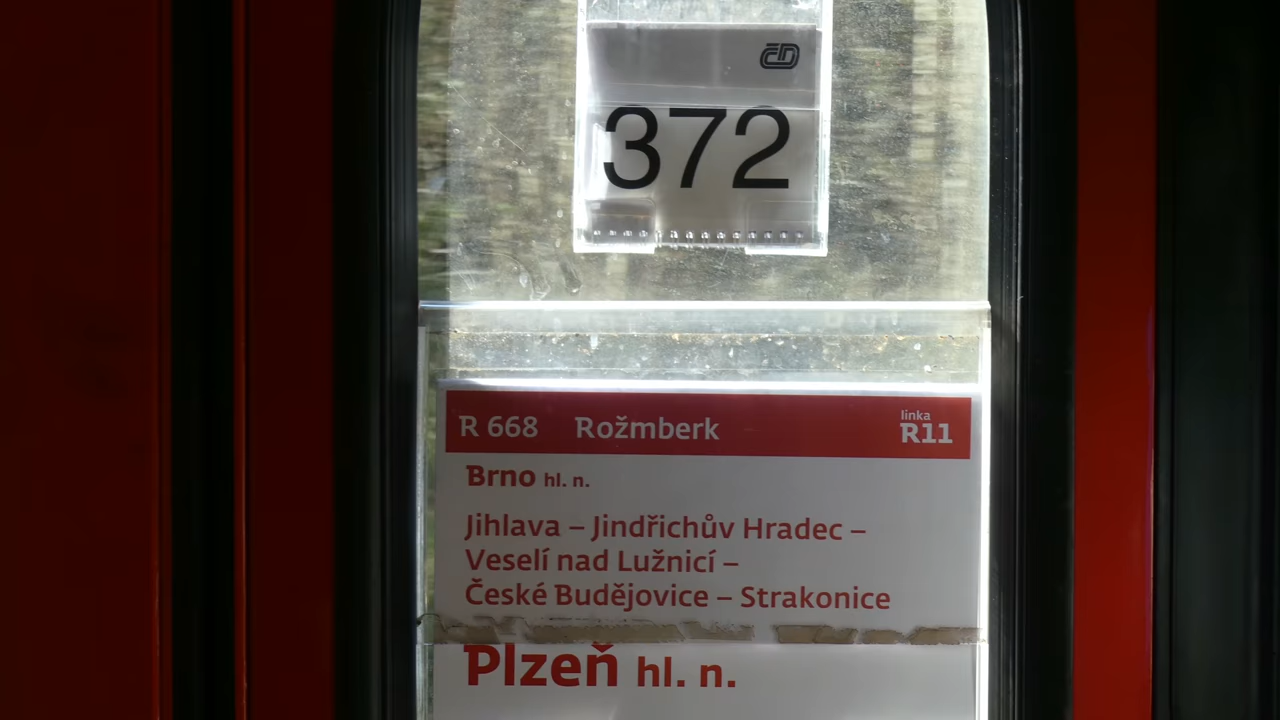 ČD
372
R 668 Rožmberk linka R11
Brno hl. n.
Jihlava – Jindřichův Hradec –
Veselí nad Lužnicí –
České Budějovice – Strakonice
Plzeň hl. n.